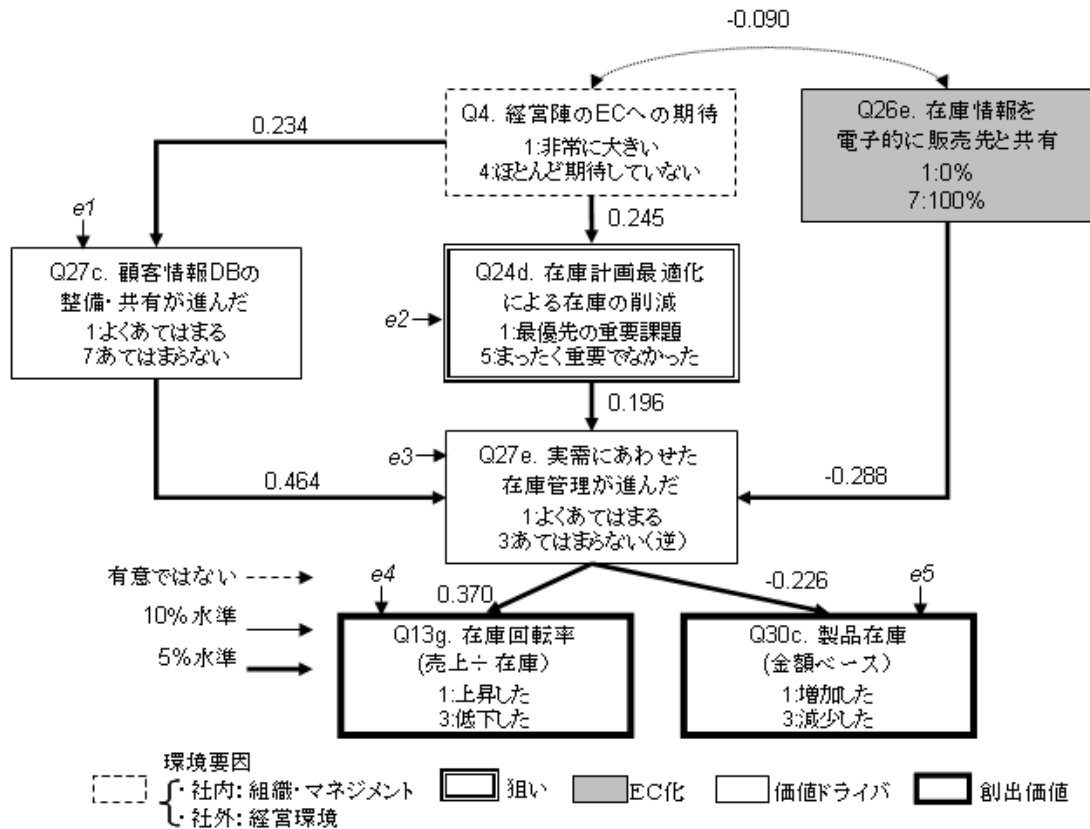 -0.090
Q4. 経営陣のECへの期待
1:非常に大きい
4:ほとんど期待していない
Q26e. 在庫情報を
電子的に販売先と共有
1:0%
7:100%
0.234
0.245
e1
Q27c. 顧客情報DBの
整備・共有が進んだ
1よくあてはまる
7あてはまらない
e2
Q24d. 在庫計画最適化
による在庫の削減
1:最優先の重要課題
5:まったく重要でなかった
0.196
e3
Q27e. 実需にあわせた
在庫管理が進んだ
1:よくあてはまる
3あてはまらない(逆)
0.464
-0.288
有意ではない
10%水準
5%水準
e4
0.370
-0.226
e5
Q13g. 在庫回転率
(売上÷在庫)
1:上昇した
3:低下した
Q30c. 製品在庫
(金額ベース)
1:増加した
3:減少した
環境要因
・社内: 組織・マネジメント
・社外: 経営環境
狙い
EC化
価値ドライバ
創出価値